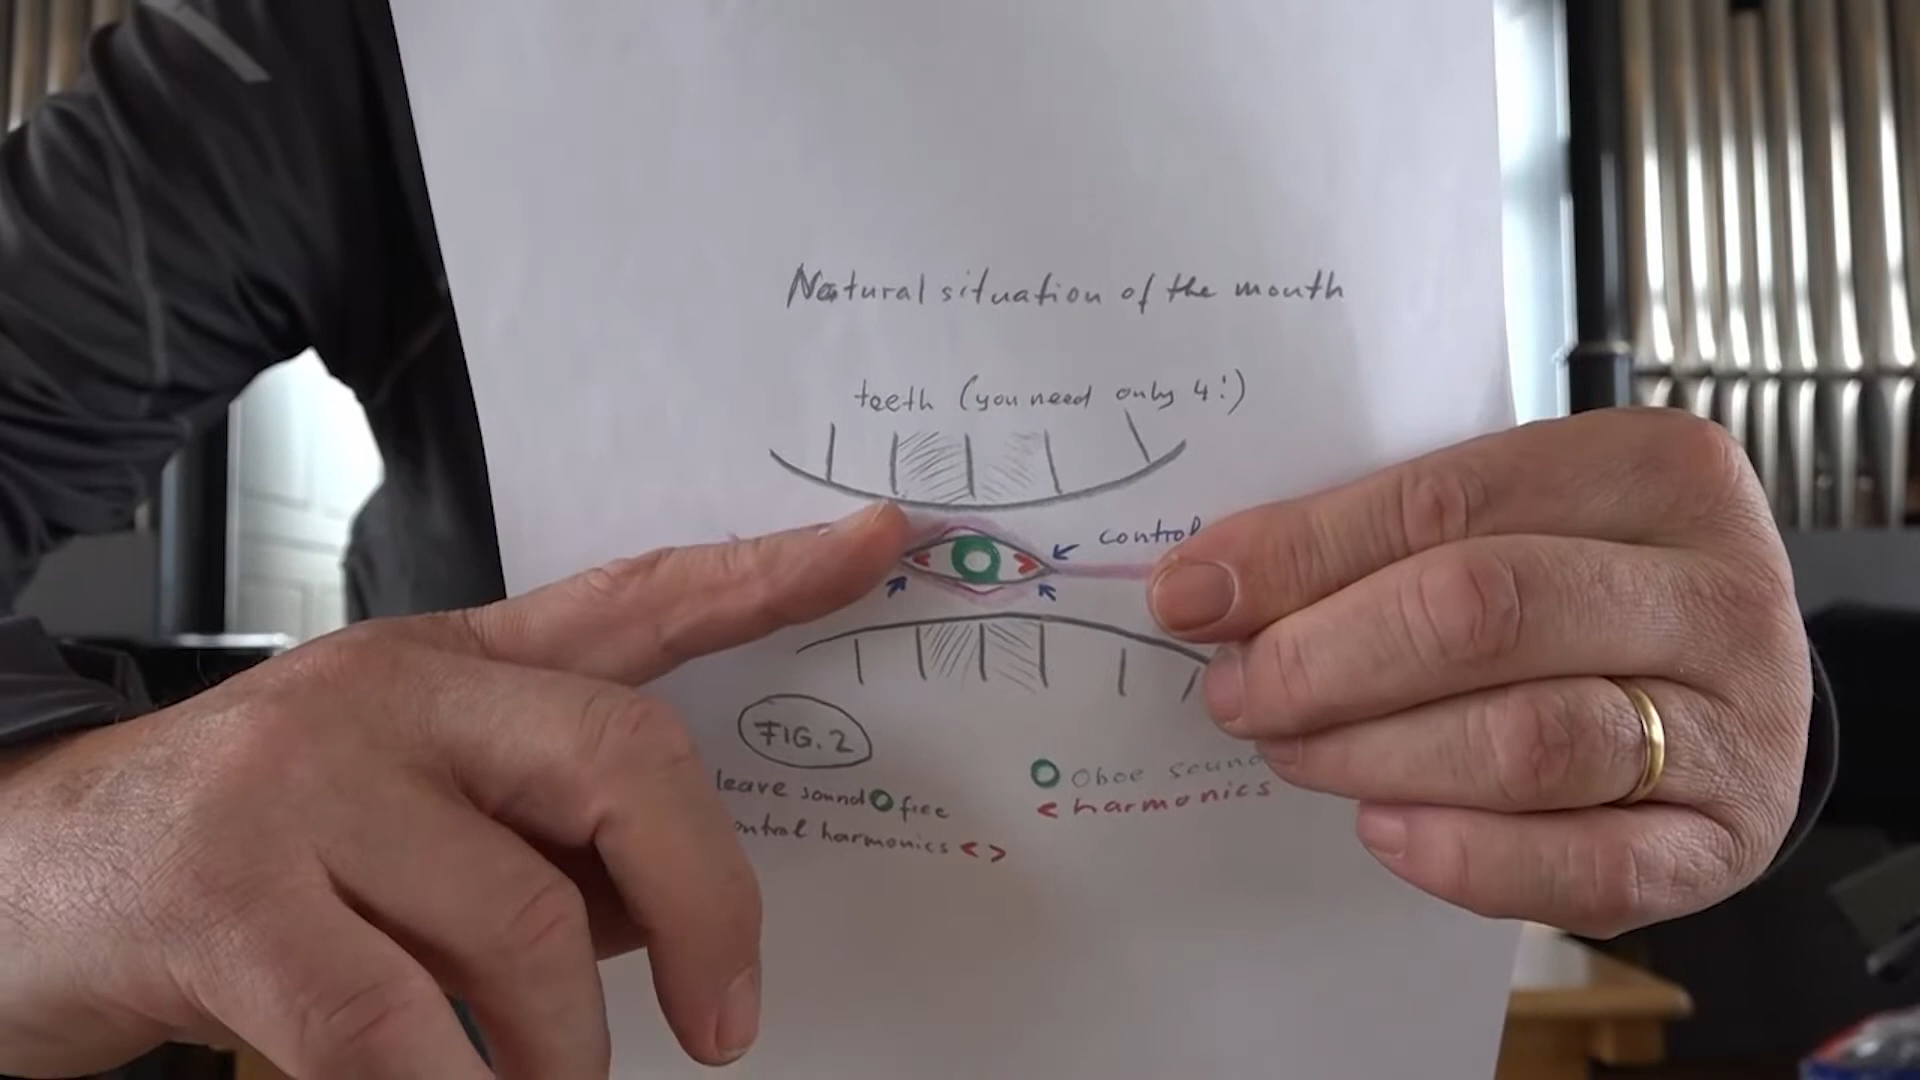 Natural situation of the mouth
teeth (you need only 4!)
control
FIG. 2
leave sound O free
control harmonics < >
O Oboe sound
< harmonics